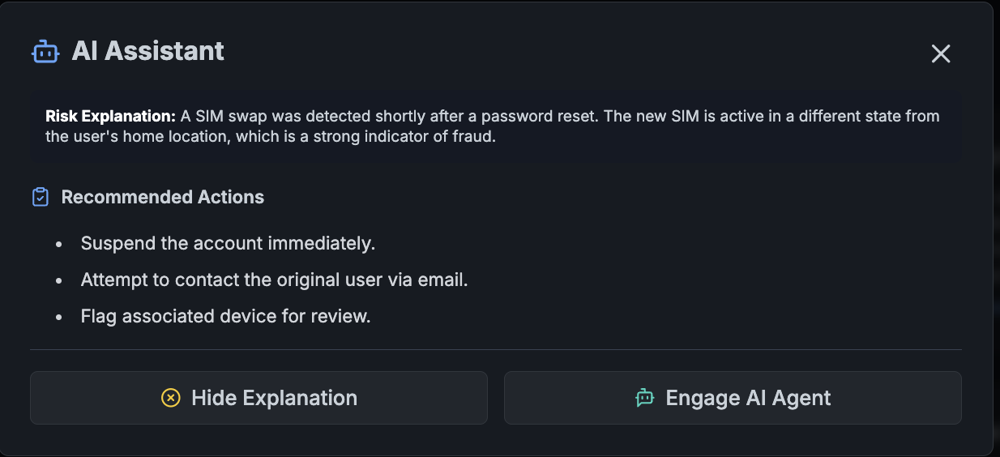 AI Assistant
Risk Explanation: A SIM swap was detected shortly after a password reset. The new SIM is active in a different state from
the user's home location, which is a strong indicator of fraud.
Recommended Actions
• Suspend the account immediately.
• Attempt to contact the original user via email.
• Flag associated device for review.
Hide Explanation
Engage AI Agent